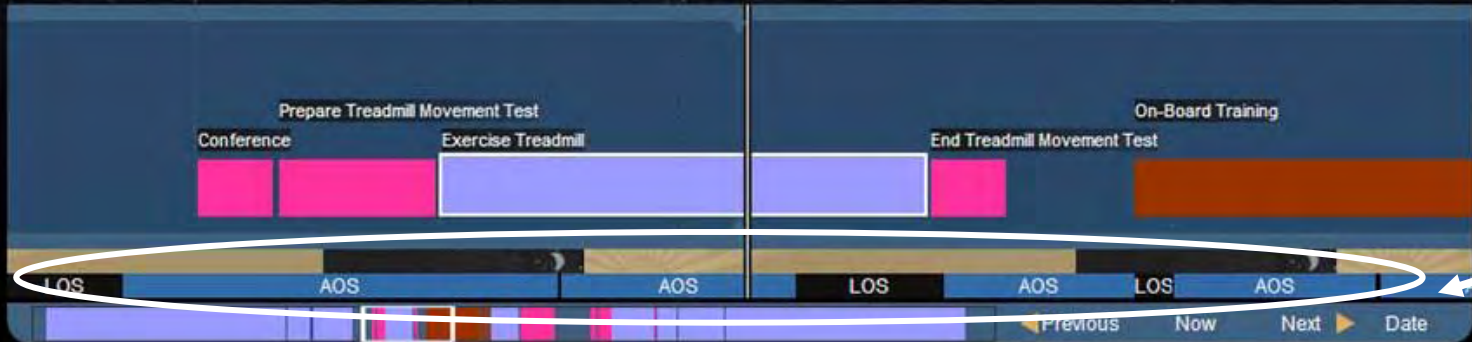 Prepare Treadmill Movement Test
On-Board Training
Conference
Exercise Treadmill
End Treadmill Movement Test
LOS AOS AOS LOS AOS LOS AOS
Previous Now Next Date